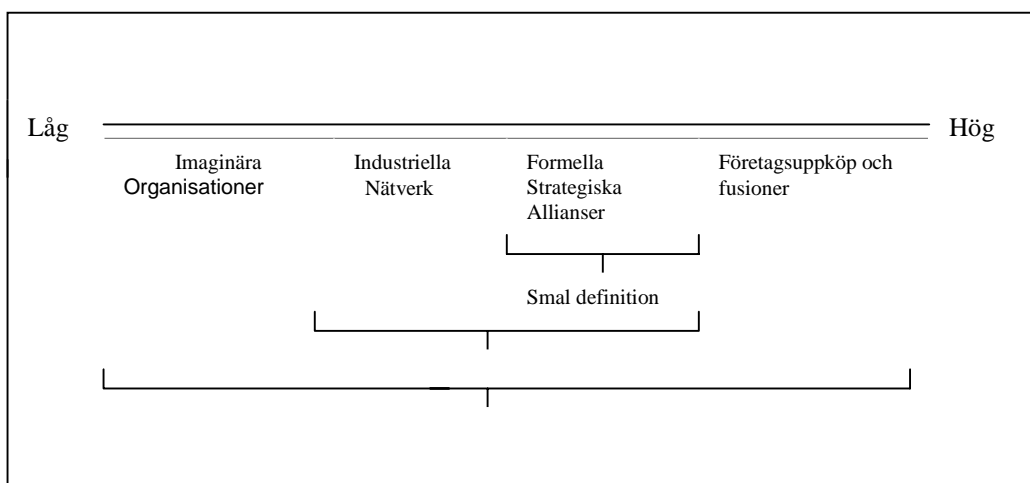 Låg
Hög
Imaginära
Organisationer
Industriella
Nätverk
Formella
Strategiska
Allianser
Företagsuppköp och
fusioner
Smal definition